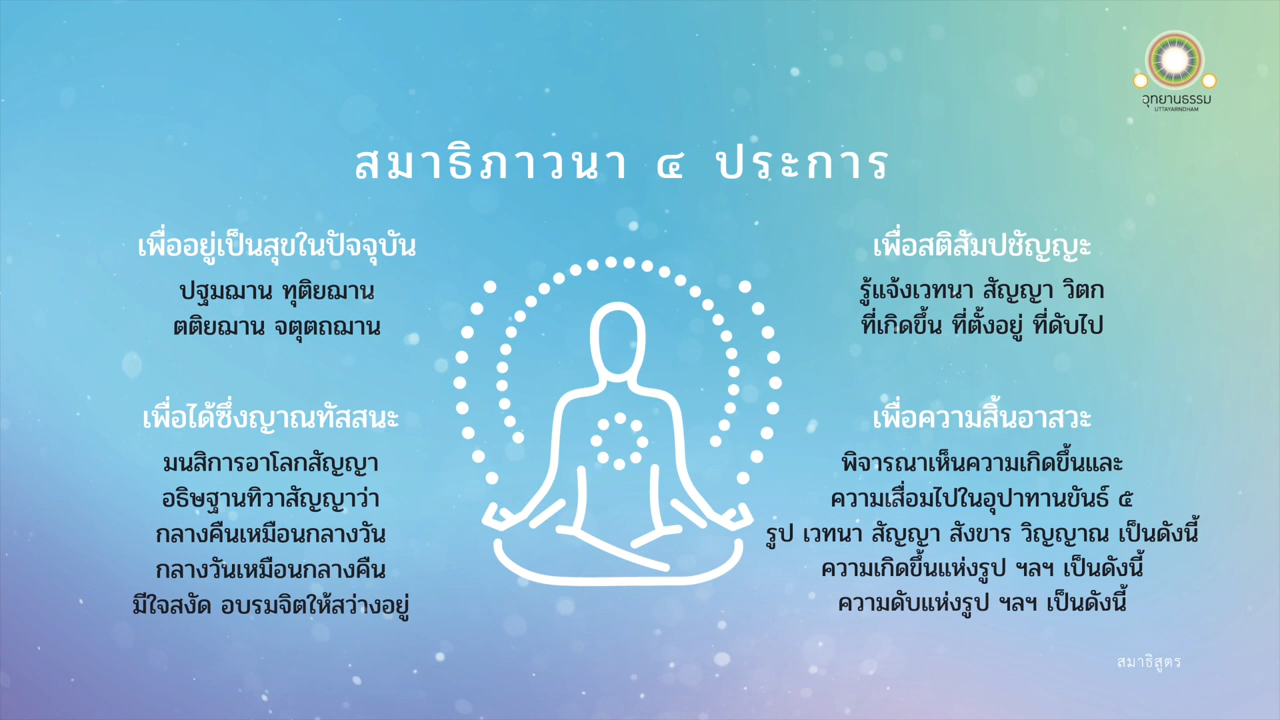 อุทยานธรรม
UTTAYARNDHAM
สมาธิภาวนา ๔ ประการ
เพื่ออยู่เป็นสุขในปัจจุบัน
ปฐมฌาน ทุติยฌาน
ตติยฌาน จตุตถฌาน
เพื่อสติสัมปชัญญะ
รู้แจ้งเวทนา สัญญา วิตก
ที่เกิดขึ้น ที่ตั้งอยู่ ที่ดับไป
เพื่อได้ซึ่งญาณทัสสนะ
มนสิการอาโลกสัญญา
อธิษฐานทิวาสัญญาว่า
กลางคืนเหมือนกลางวัน
กลางวันเหมือนกลางคืน
มีใจสงัด อบรมจิตให้สว่างอยู่
เพื่อความสิ้นอาสวะ
พิจารณาเห็นความเกิดขึ้นและ
ความเสื่อมไปในอุปาทานขันธ์ ๕
รูป เวทนา สัญญา สังขาร วิญญาณ เป็นดังนี้
ความเกิดขึ้นแห่งรูป ฯลฯ เป็นดังนี้
ความดับแห่งรูป ฯลฯ เป็นดังนี้
สมาธิสูตร